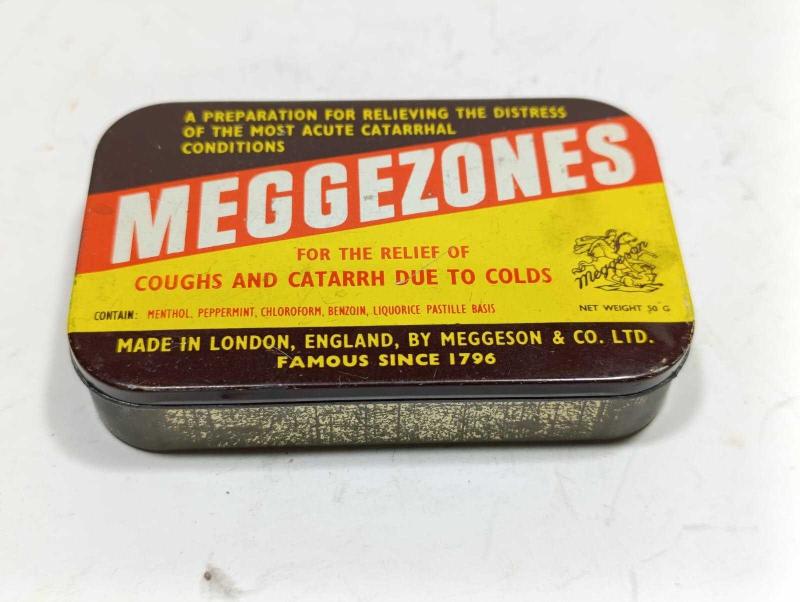 A PREPARATION FOR RELIEVING THE DISTRESS
OF THE MOST ACUTE CATARRHAL
CONDITIONS
MEGGEZONES
FOR THE RELIEF OF
COUGHS AND CATARRH DUE TO COLDS
Meggeson
CONTAIN: MENTHOL, PEPPERMINT, CHLOROFORM, BENZOIN, LIQUORICE PASTILLE BASIS
NET WEIGHT 50 G
MADE IN LONDON, ENGLAND, BY MEGGESON & CO. LTD.
FAMOUS SINCE 1796